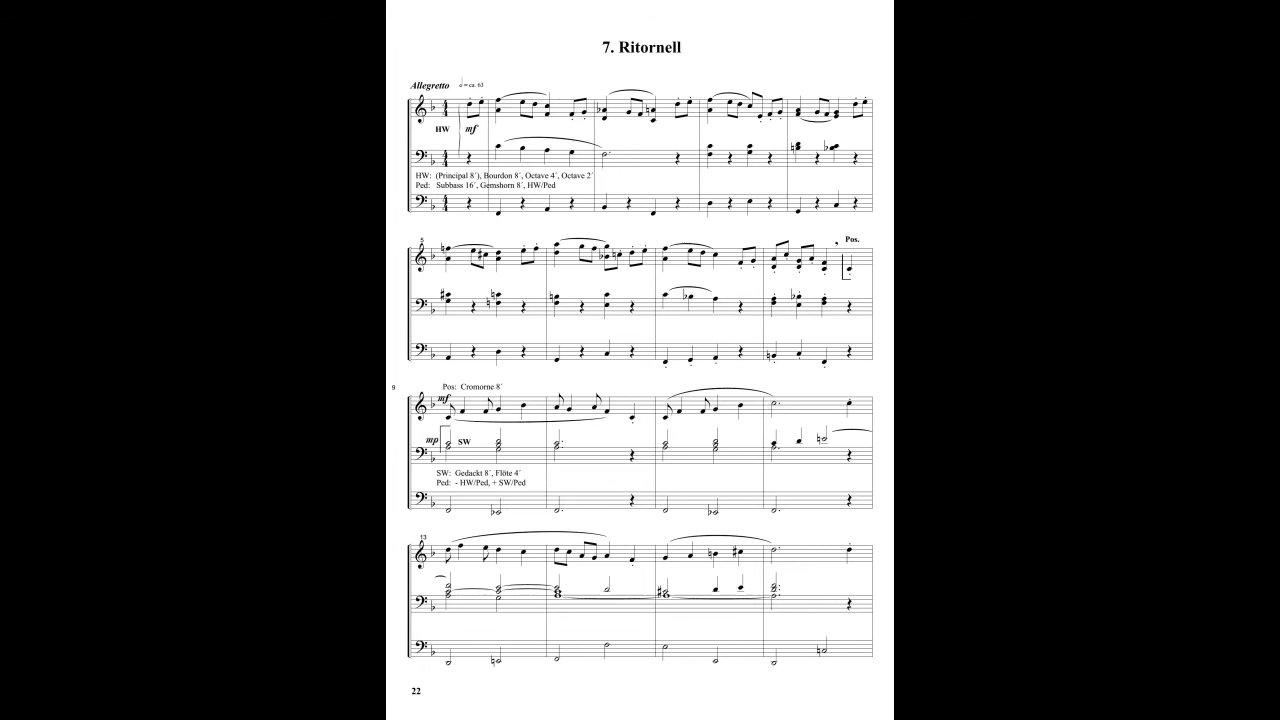 7. Ritornell
Allegretto = ca. 63
HW mf
HW: (Principal 8´), Bourdon 8´, Octave 4´, Octave 2´
Ped: Subbass 16´, Gemshorn 8´, HW/Ped
5
Pos.
9
Pos: Cromorne 8´
mf
mp SW
SW: Gedackt 8´, Flöte 4´
Ped: - HW/Ped, + SW/Ped
13
22